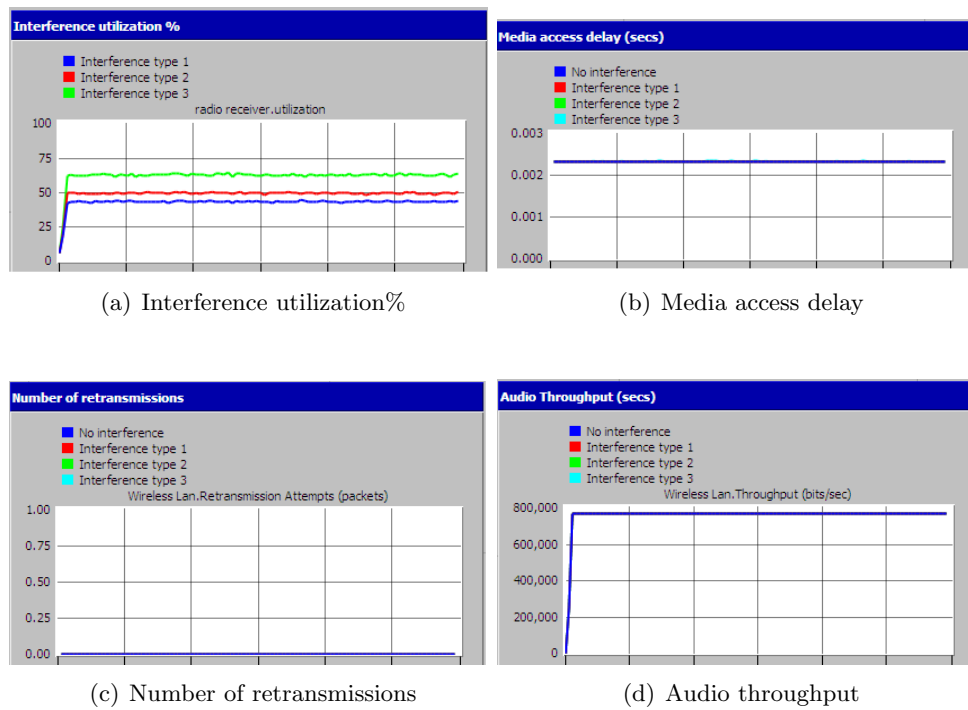 Interference utilization %
Interference type 1
Interference type 2
Interference type 3
radio receiver.utilization
100
75
50
25
0
(a) Interference utilization%
Media access delay (secs)
No interference
Interference type 1
Interference type 2
Interference type 3
0.003
0.002
0.001
0.000
(b) Media access delay
Number of retransmissions
No interference
Interference type 1
Interference type 2
Interference type 3
Wireless Lan.Retransmission Attempts (packets)
1.00
0.75
0.50
0.25
0.00
(c) Number of retransmissions
Audio Throughput (secs)
No interference
Interference type 1
Interference type 2
Interference type 3
Wireless Lan.Throughput (bits/sec)
800,000
600,000
400,000
200,000
0
(d) Audio throughput